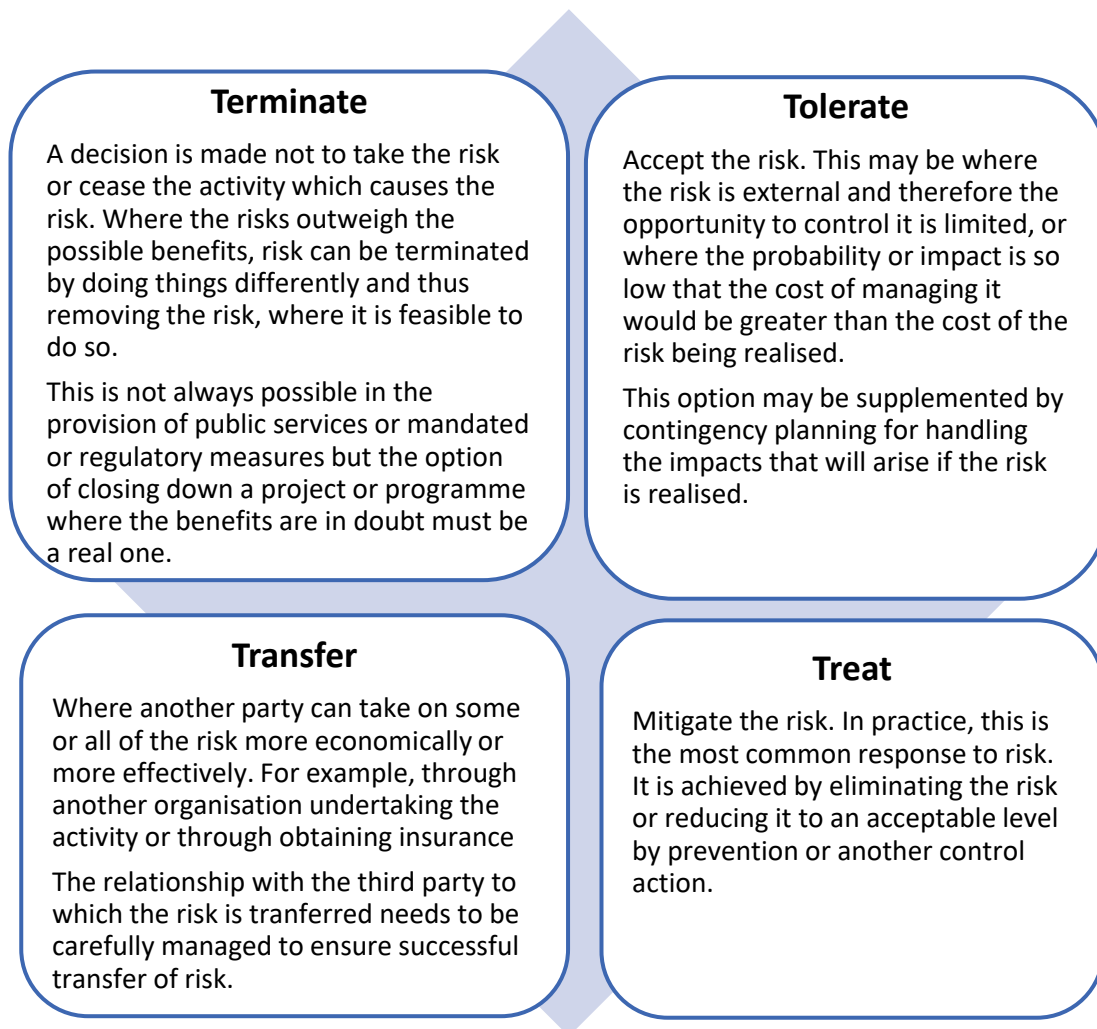 Terminate
A decision is made not to take the risk
or cease the activity which causes the
risk. Where the risks outweigh the
possible benefits, risk can be terminated
by doing things differently and thus
removing the risk, where it is feasible to
do so.
This is not always possible in the
provision of public services or mandated
or regulatory measures but the option
of closing down a project or programme
where the benefits are in doubt must be
a real one.
Tolerate
Accept the risk. This may be where
the risk is external and therefore the
opportunity to control it is limited, or
where the probability or impact is so
low that the cost of managing it
would be greater than the cost of the
risk being realised.
This option may be supplemented by
contingency planning for handling
the impacts that will arise if the risk
is realised.
Transfer
Where another party can take on some
or all of the risk more economically or
more effectively. For example, through
another organisation undertaking the
activity or through obtaining insurance
The relationship with the third party to
which the risk is tranferred needs to be
carefully managed to ensure successful
transfer of risk.
Treat
Mitigate the risk. In practice, this is
the most common response to risk.
It is achieved by eliminating the risk
or reducing it to an acceptable level
by prevention or another control
action.